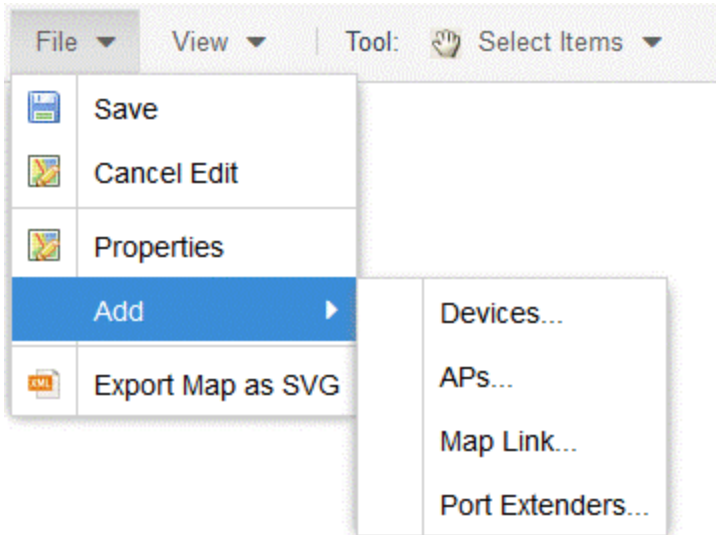 File View Tool: Select Items
Save
Cancel Edit
Properties
Add
Devices...
APs...
Export Map as SVG
Map Link...
Port Extenders...
XML